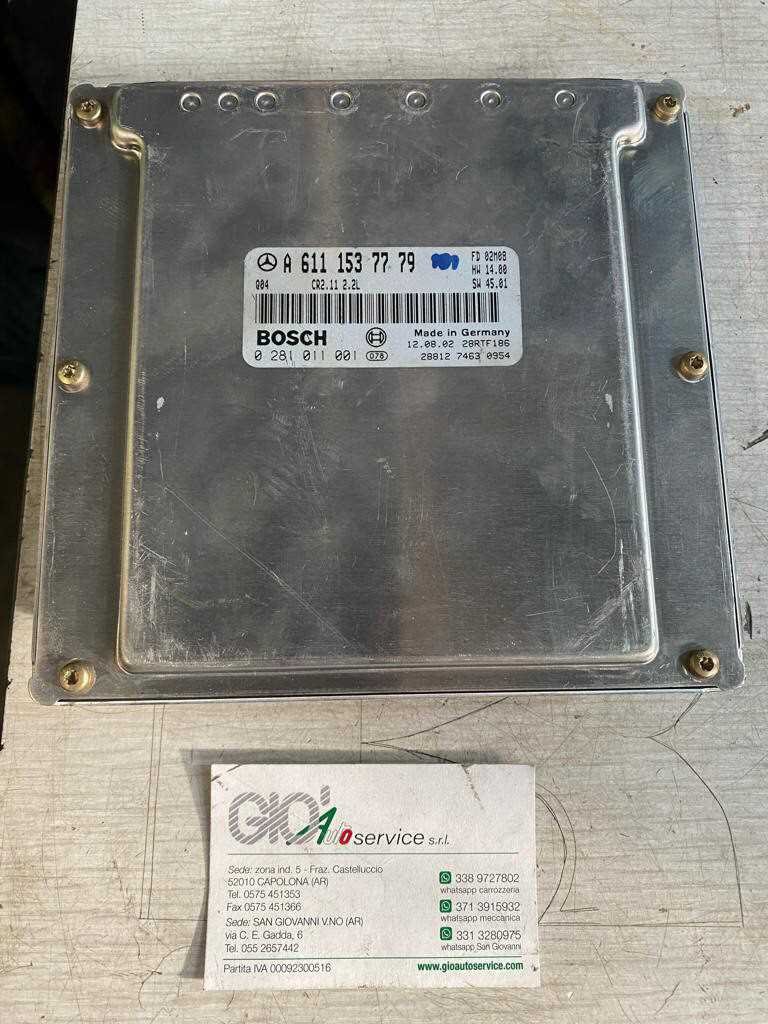 A 611 153 77 79
FD 02M08
HW 14.00
SW 45.01
Q04 CR2.11 2.2L
BOSCH
Made in Germany
12.08.02 28RTF186
0 281 011 001 078
28812 7463 0954
GIO' Autoservice s.r.l.
Sede: zona ind. 5 - Fraz. Castelluccio
52010 CAPOLONA (AR)
Tel. 0575 451353
Fax 0575 451366
Sede: SAN GIOVANNI V.NO (AR)
via C. E. Gadda, 6
Tel. 055 2657442
Partita IVA 00092300516
338 9727802
whatsapp carrozzeria
371 3915932
whatsapp meccanica
331 3280975
whatsapp San Giovanni
www.gioautoservice.com